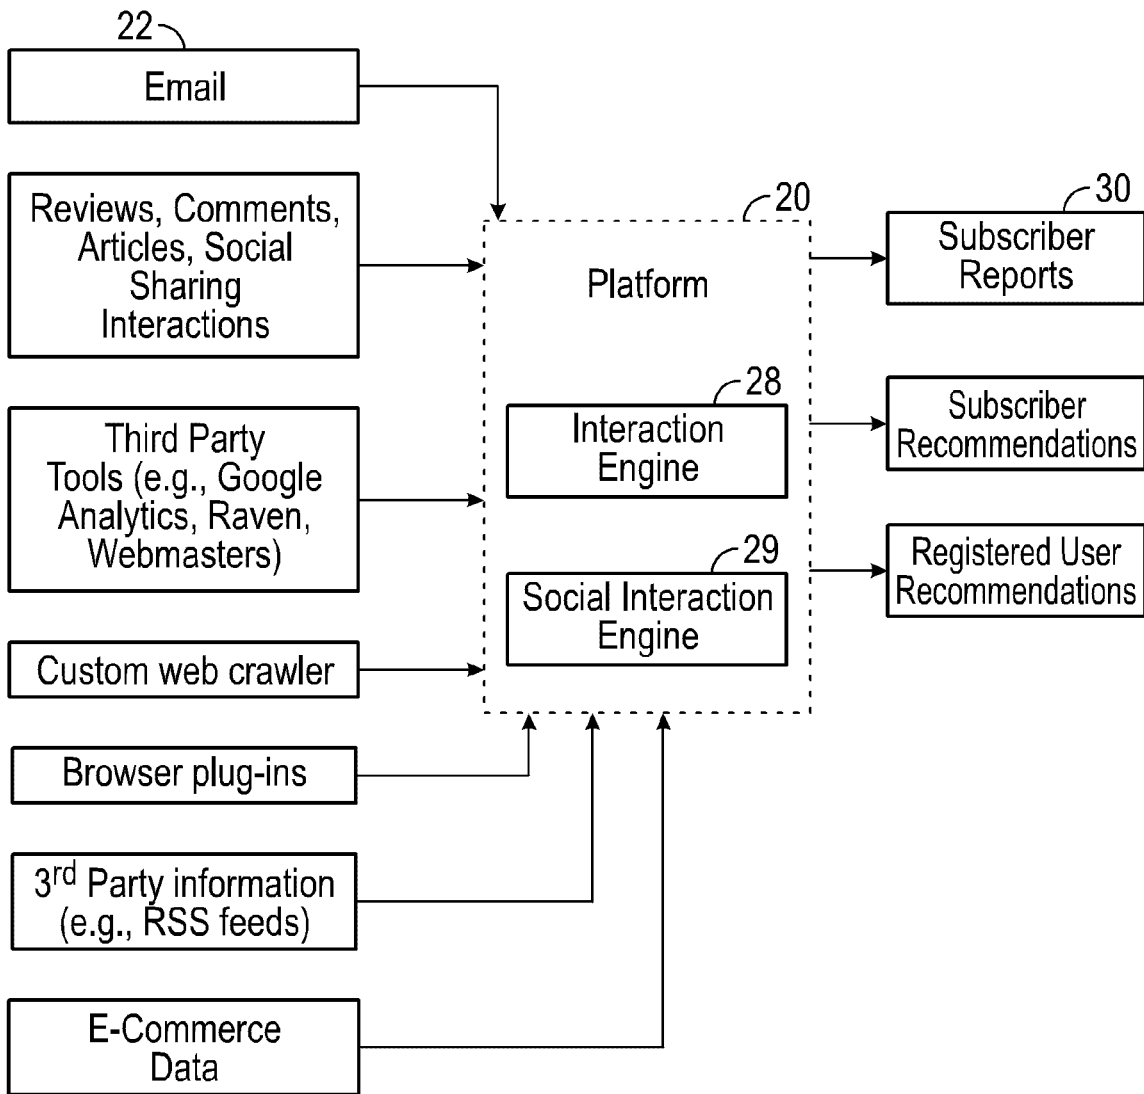 22
Email
Reviews, Comments,
Articles, Social
Sharing
Interactions
Third Party
Tools (e.g., Google
Analytics, Raven,
Webmasters)
Custom web crawler
Browser plug-ins
3rd Party information
(e.g., RSS feeds)
E-Commerce
Data
20
Platform
28
Interaction
Engine
29
Social Interaction
Engine
30
Subscriber
Reports
Subscriber
Recommendations
Registered User
Recommendations